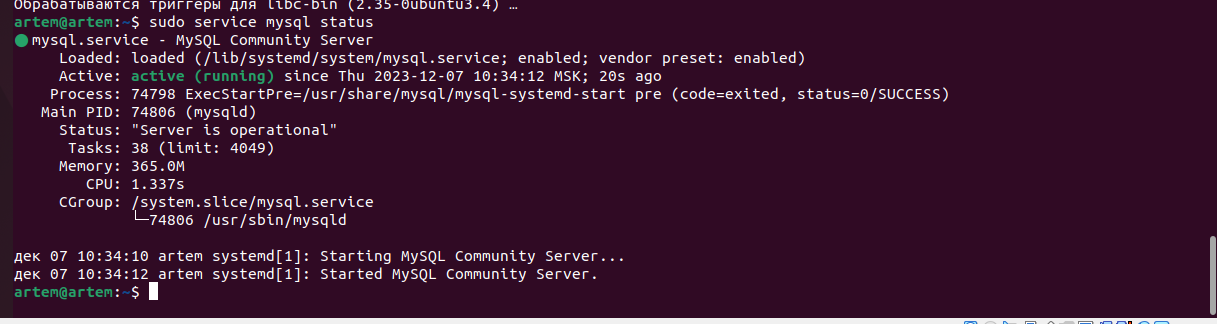 Обрабатываются триггеры для libc-bin (2.35-0ubuntu3.4) …
artem@artem:~$ sudo service mysql status
● mysql.service - MySQL Community Server
Loaded: loaded (/lib/systemd/system/mysql.service; enabled; vendor preset: enabled)
Active: active (running) since Thu 2023-12-07 10:34:12 MSK; 20s ago
Process: 74798 ExecStartPre=/usr/share/mysql/mysql-systemd-start pre (code=exited, status=0/SUCCESS)
Main PID: 74806 (mysqld)
Status: "Server is operational"
Tasks: 38 (limit: 4049)
Memory: 365.0M
CPU: 1.337s
CGroup: /system.slice/mysql.service
└─74806 /usr/sbin/mysqld
дек 07 10:34:10 artem systemd[1]: Starting MySQL Community Server...
дек 07 10:34:12 artem systemd[1]: Started MySQL Community Server.
artem@artem:~$